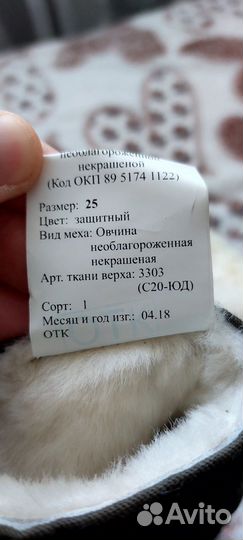 необлагороженной
некрашеной
(Код ОКП 89 5174 1122)
Размер: 25
Цвет: защитный
Вид меха: Овчина
необлагороженная
некрашеная
Арт. ткани верха: 3303
(С20-ЮД)
Сорт: 1
Месяц и год изг.: 04.18
ОТК
Avito